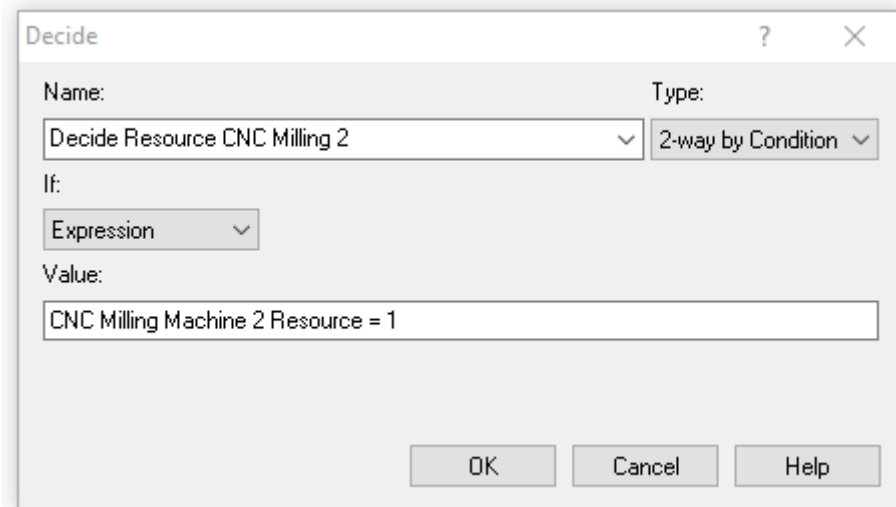 Decide ?
Name: Type:
Decide Resource CNC Milling 2 2-way by Condition
If:
Expression
Value:
CNC Milling Machine 2 Resource = 1
OK Cancel Help